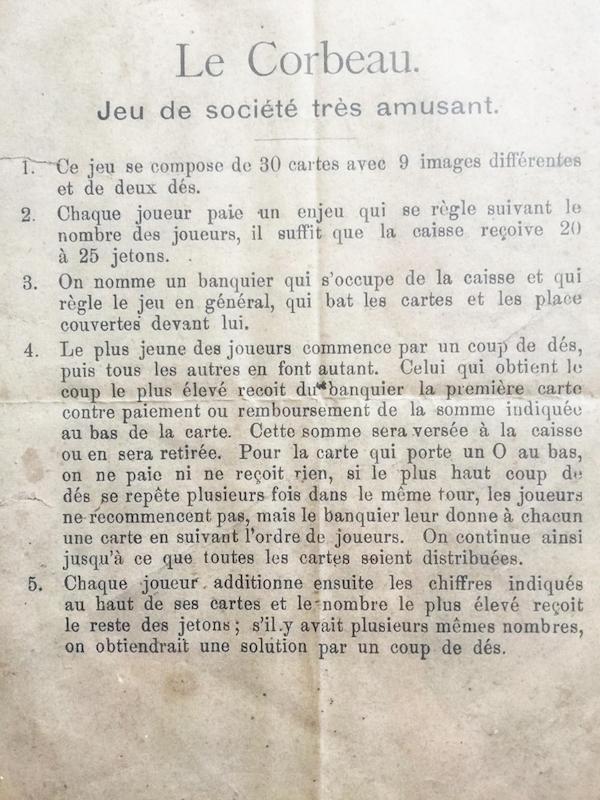 Le Corbeau.
Jeu de société très amusant.
1. Ce jeu se compose de 30 cartes avec 9 images différentes
et de deux dés.
2. Chaque joueur paie un enjeu qui se règle suivant le
nombre des joueurs, il suffit que la caisse reçoive 20
à 25 jetons.
3. On nomme un banquier qui s'occupe de la caisse et qui
règle le jeu en général, qui bat les cartes et les place
couvertes devant lui.
4. Le plus jeune des joueurs commence par un coup de dés,
puis tous les autres en font autant. Celui qui obtient le
coup le plus élevé recoit du banquier la première carte
contre paiement ou remboursement de la somme indiquée
au bas de la carte. Cette somme sera versée à la caisse
ou en sera retirée. Pour la carte qui porte un O au bas,
on ne paie ni ne reçoit rien, si le plus haut coup de
dés se repête plusieurs fois dans le même tour, les joueurs
ne recommencent pas, mais le banquier leur donne à chacun
une carte en suivant l'ordre de joueurs. On continue ainsi
jusqu'à ce que toutes les cartes soient distribuées.
5. Chaque joueur additionne ensuite les chiffres indiqués
au haut de ses cartes et le nombre le plus élevé reçoit
le reste des jetons; s'il y avait plusieurs mêmes nombres,
on obtiendrait une solution par un coup de dés.